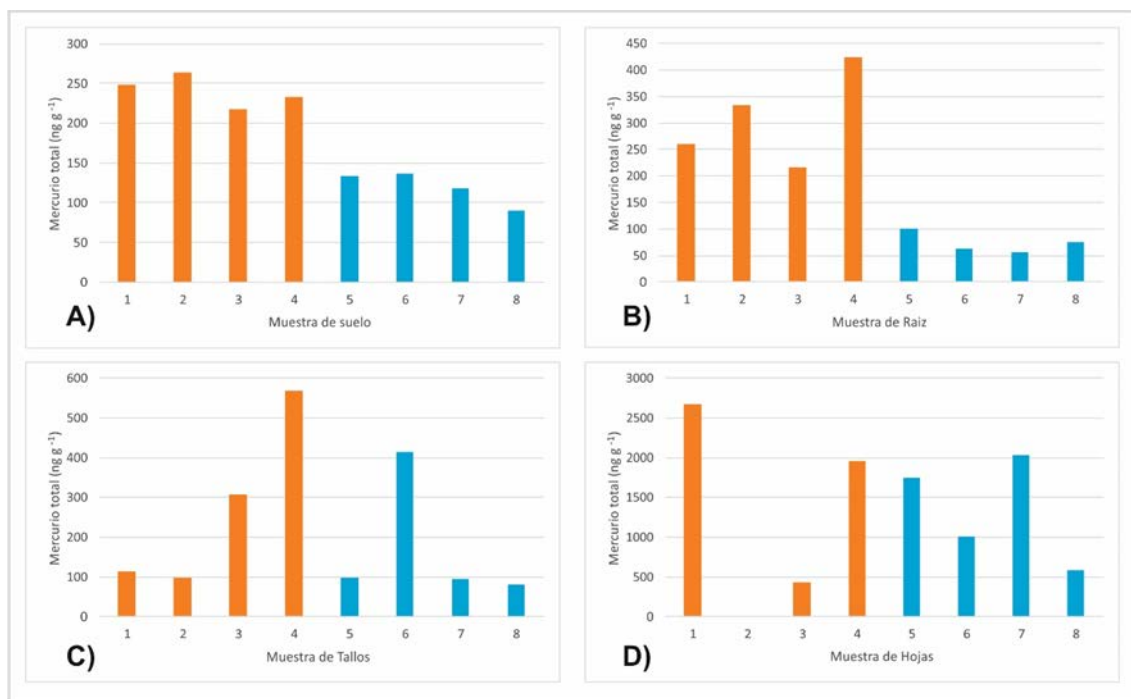 300
250
200
150
100
50
0
Mercurio total (ng g -1)
1 2 3 4 5 6 7 8
Muestra de suelo
A)
450
400
350
300
250
200
150
100
50
0
Mercurio total (ng g -1)
1 2 3 4 5 6 7 8
Muestra de Raiz
B)
600
500
400
300
200
100
0
Mercurio total (ng g -1)
1 2 3 4 5 6 7 8
Muestra de Tallos
C)
3000
2500
2000
1500
1000
500
0
Mercurio total (ng g -1)
1 2 3 4 5 6 7 8
Muestra de Hojas
D)